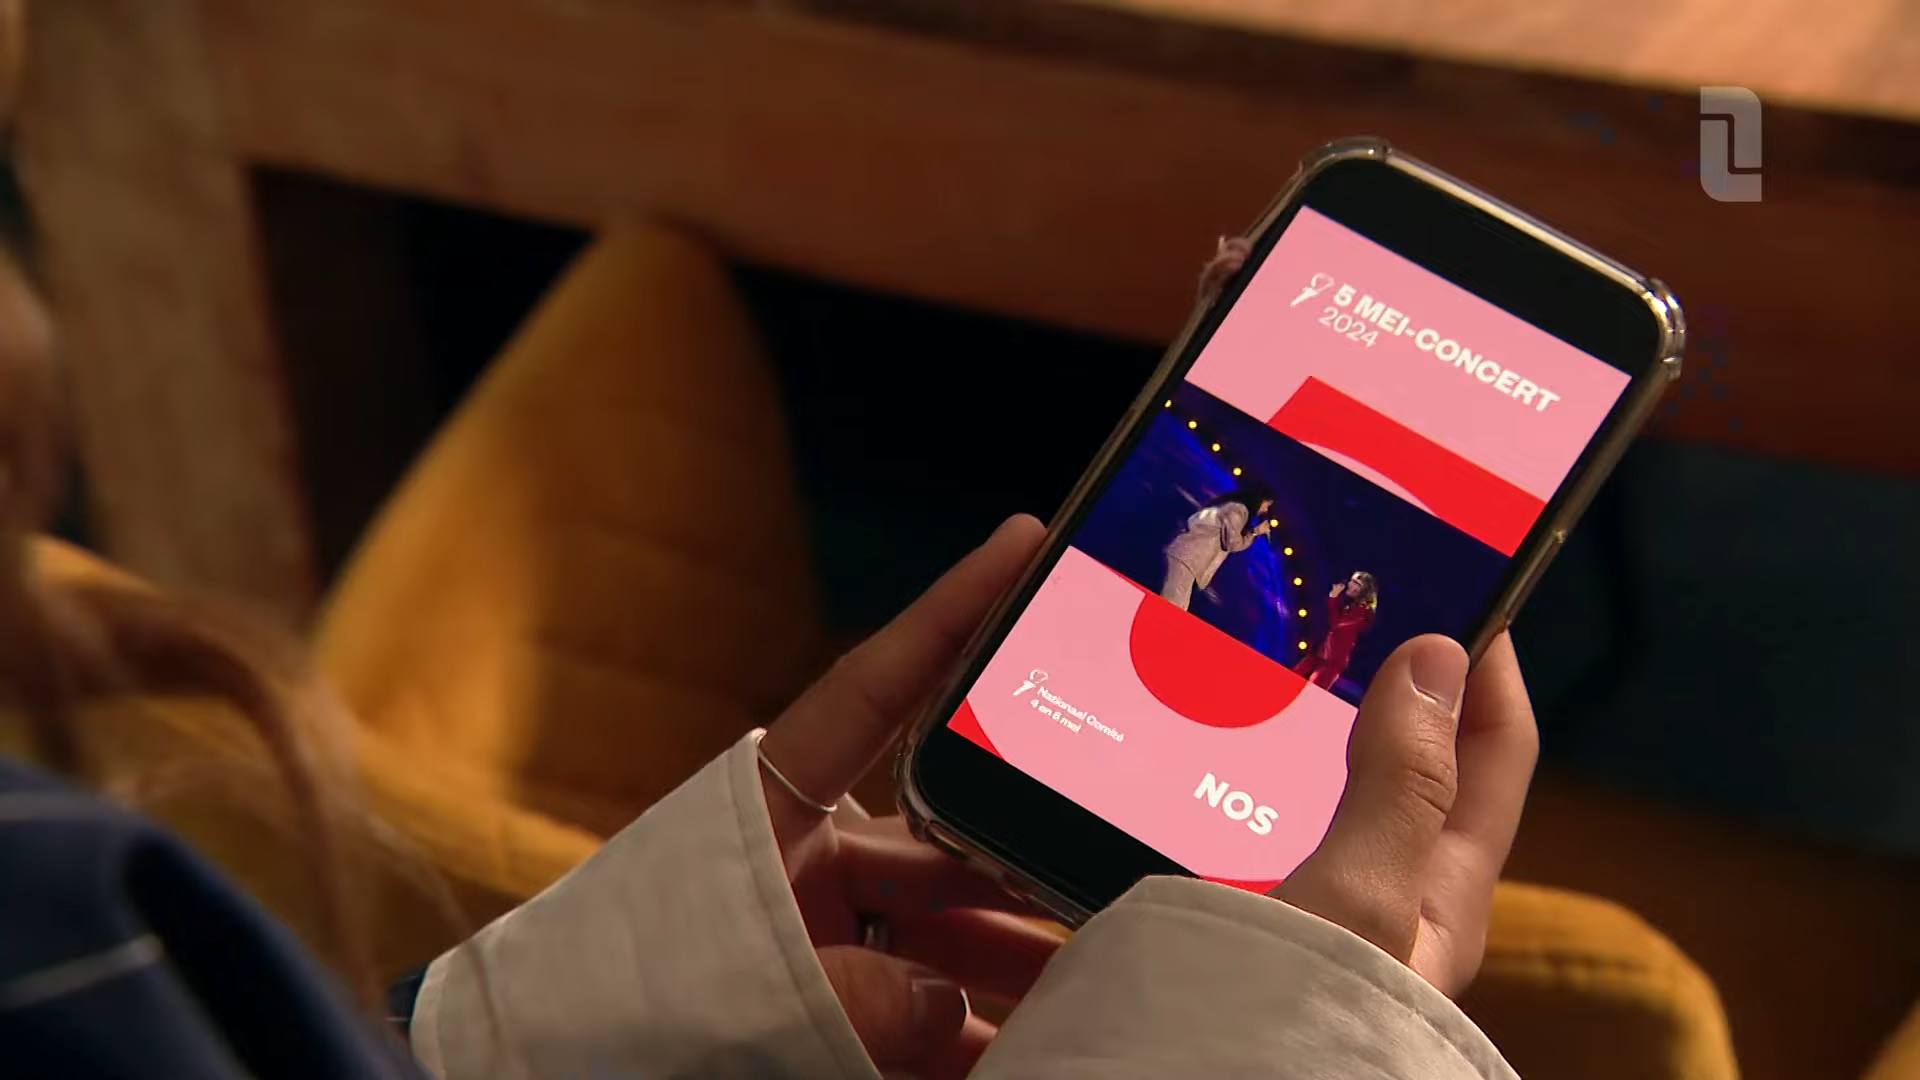 5 MEI-CONCERT
2024
Nationaal Comité
4 en 5 mei
NOS